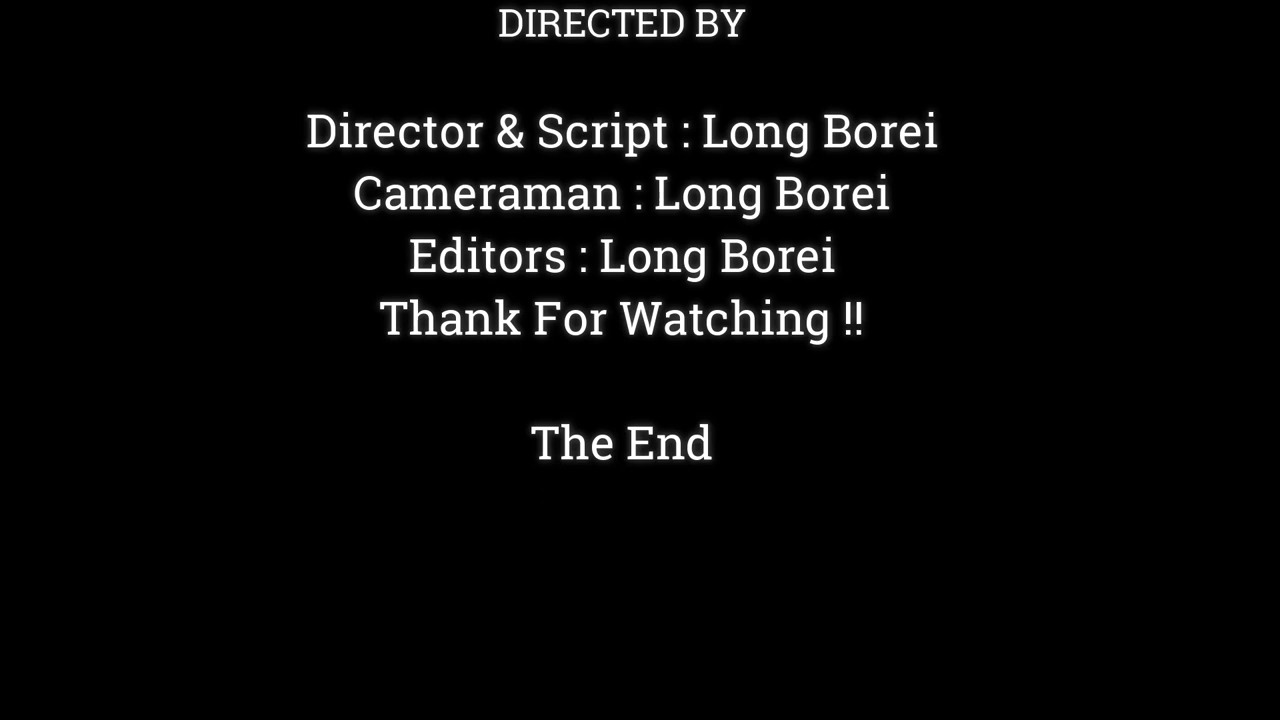 DIRECTED BY
Director & Script : Long Borei
Cameraman : Long Borei
Editors : Long Borei
Thank For Watching !!
The End